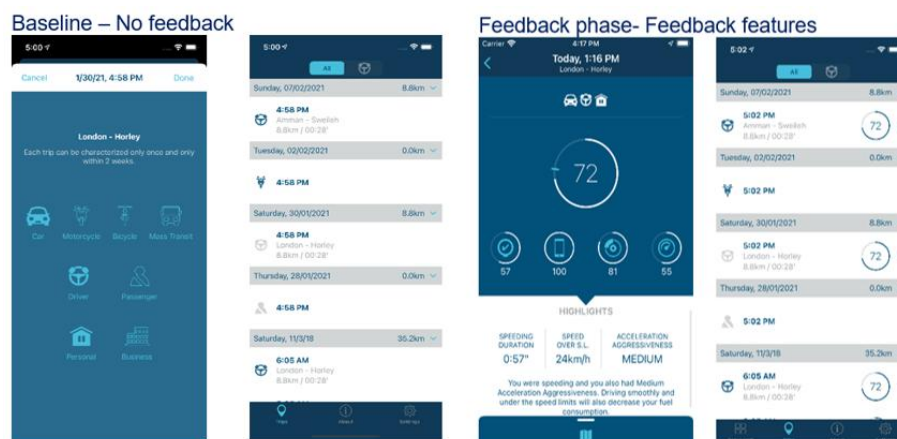 Baseline – No feedback
5:00
Cancel 1/30/21, 4:58 PM Done
London - Horley
Each trip can be characterized only once and only
within 2 weeks.
Car Motorcycle Bicycle Mass Transit
Driver Passenger
Personal Business
5:00
All
Sunday, 07/02/2021 8.8km
4:58 PM
Amman - Sweileh
8.8km / 00:28'
Tuesday, 02/02/2021 0.0km
4:58 PM
Saturday, 30/01/2021 8.8km
4:58 PM
London - Horley
8.8km / 00:28'
Thursday, 28/01/2021 0.0km
4:58 PM
Saturday, 11/3/18 35.2km
6:05 AM
London - Horley
8.8km / 00:28'
Trips About Settings
Feedback phase- Feedback features
Carrier 4:17 PM
Today, 1:16 PM
London - Horley
72
57 100 81 55
HIGHLIGHTS
SPEEDING SPEED ACCELERATION
DURATION OVER S.L. AGGRESSIVENESS
0:57" 24km/h MEDIUM
You were speeding and you also had Medium
Acceleration Aggressiveness. Driving smoothly and
under the speed limits will also decrease your fuel
consumption.
5:02
All
Sunday, 07/02/2021 8.8km
5:02 PM
Amman - Sweileh
8.8km / 00:28'
72
Tuesday, 02/02/2021 0.0km
5:02 PM
Saturday, 30/01/2021 8.8km
5:02 PM
London - Horley
8.8km / 00:28'
72
Thursday, 28/01/2021 0.0km
5:02 PM
Saturday, 11/3/18 35.2km
6:05 AM
London - Horley
8.8km / 00:28'
72